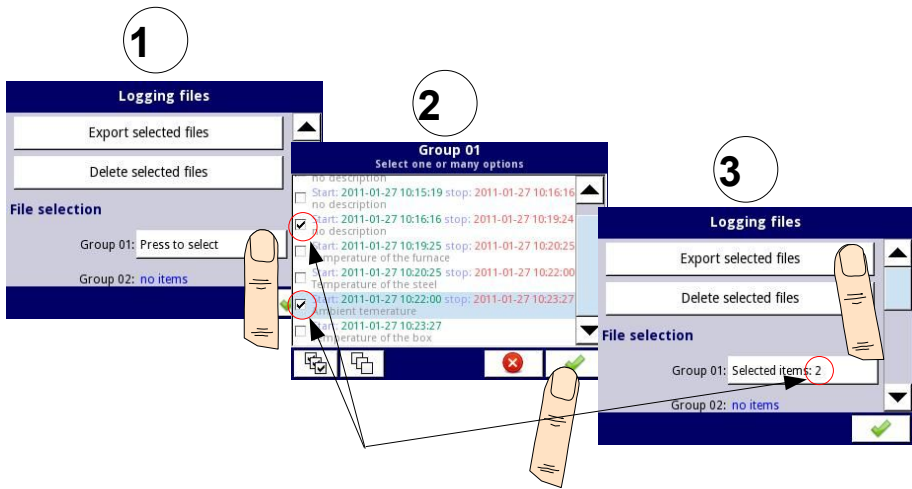 1
Logging files
Export selected files
Delete selected files
File selection
Group 01: Press to select
Group 02: no items
2
Group 01
Select one or many options
no description
Start: 2011-01-27 10:15:19 stop: 2011-01-27 10:16:16
no description
Start: 2011-01-27 10:16:16 stop: 2011-01-27 10:19:24
no description
Start: 2011-01-27 10:19:25 stop: 2011-01-27 10:20:25
Temperature of the furnace
Start: 2011-01-27 10:20:25 stop: 2011-01-27 10:22:00
Temperature of the steel
Start: 2011-01-27 10:22:00 stop: 2011-01-27 10:23:27
Ambient temerature
Start: 2011-01-27 10:23:27
Temperature of the box
3
Logging files
Export selected files
Delete selected files
File selection
Group 01: Selected items: 2
Group 02: no items